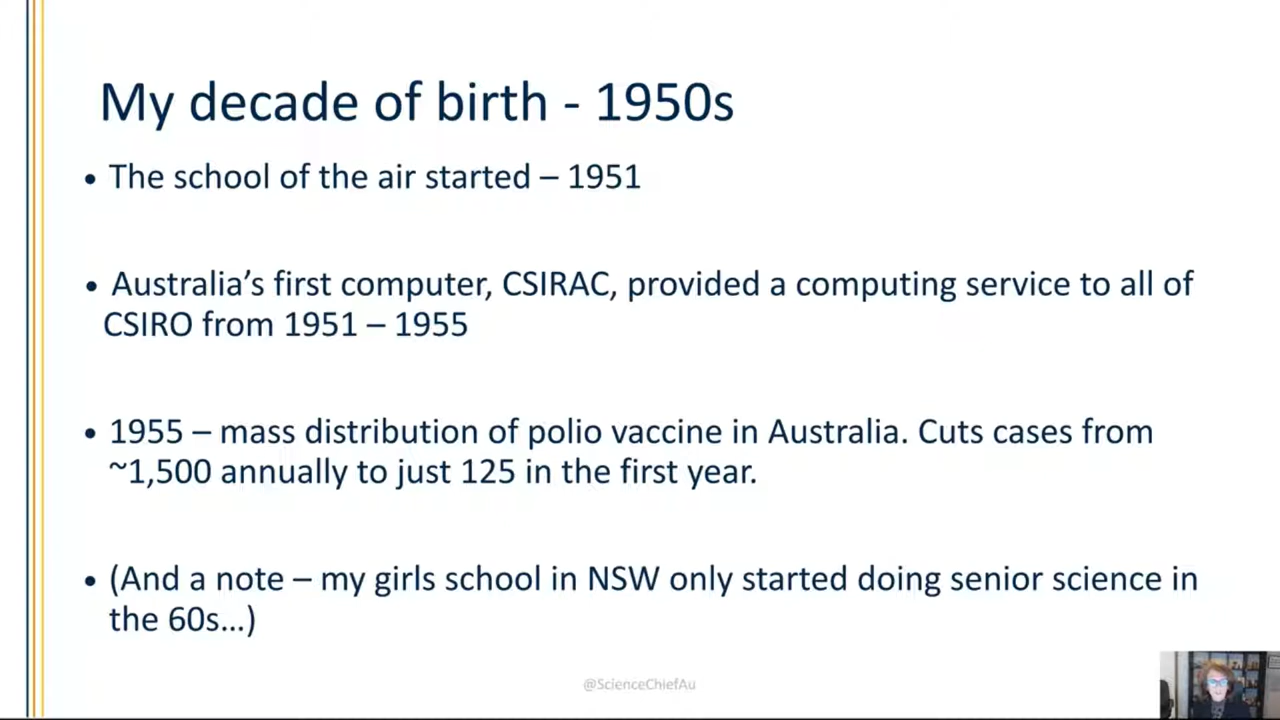 My decade of birth - 1950s
• The school of the air started – 1951
• Australia’s first computer, CSIRAC, provided a computing service to all of
CSIRO from 1951 – 1955
• 1955 – mass distribution of polio vaccine in Australia. Cuts cases from
~1,500 annually to just 125 in the first year.
• (And a note – my girls school in NSW only started doing senior science in
the 60s...)
@ScienceChiefAu